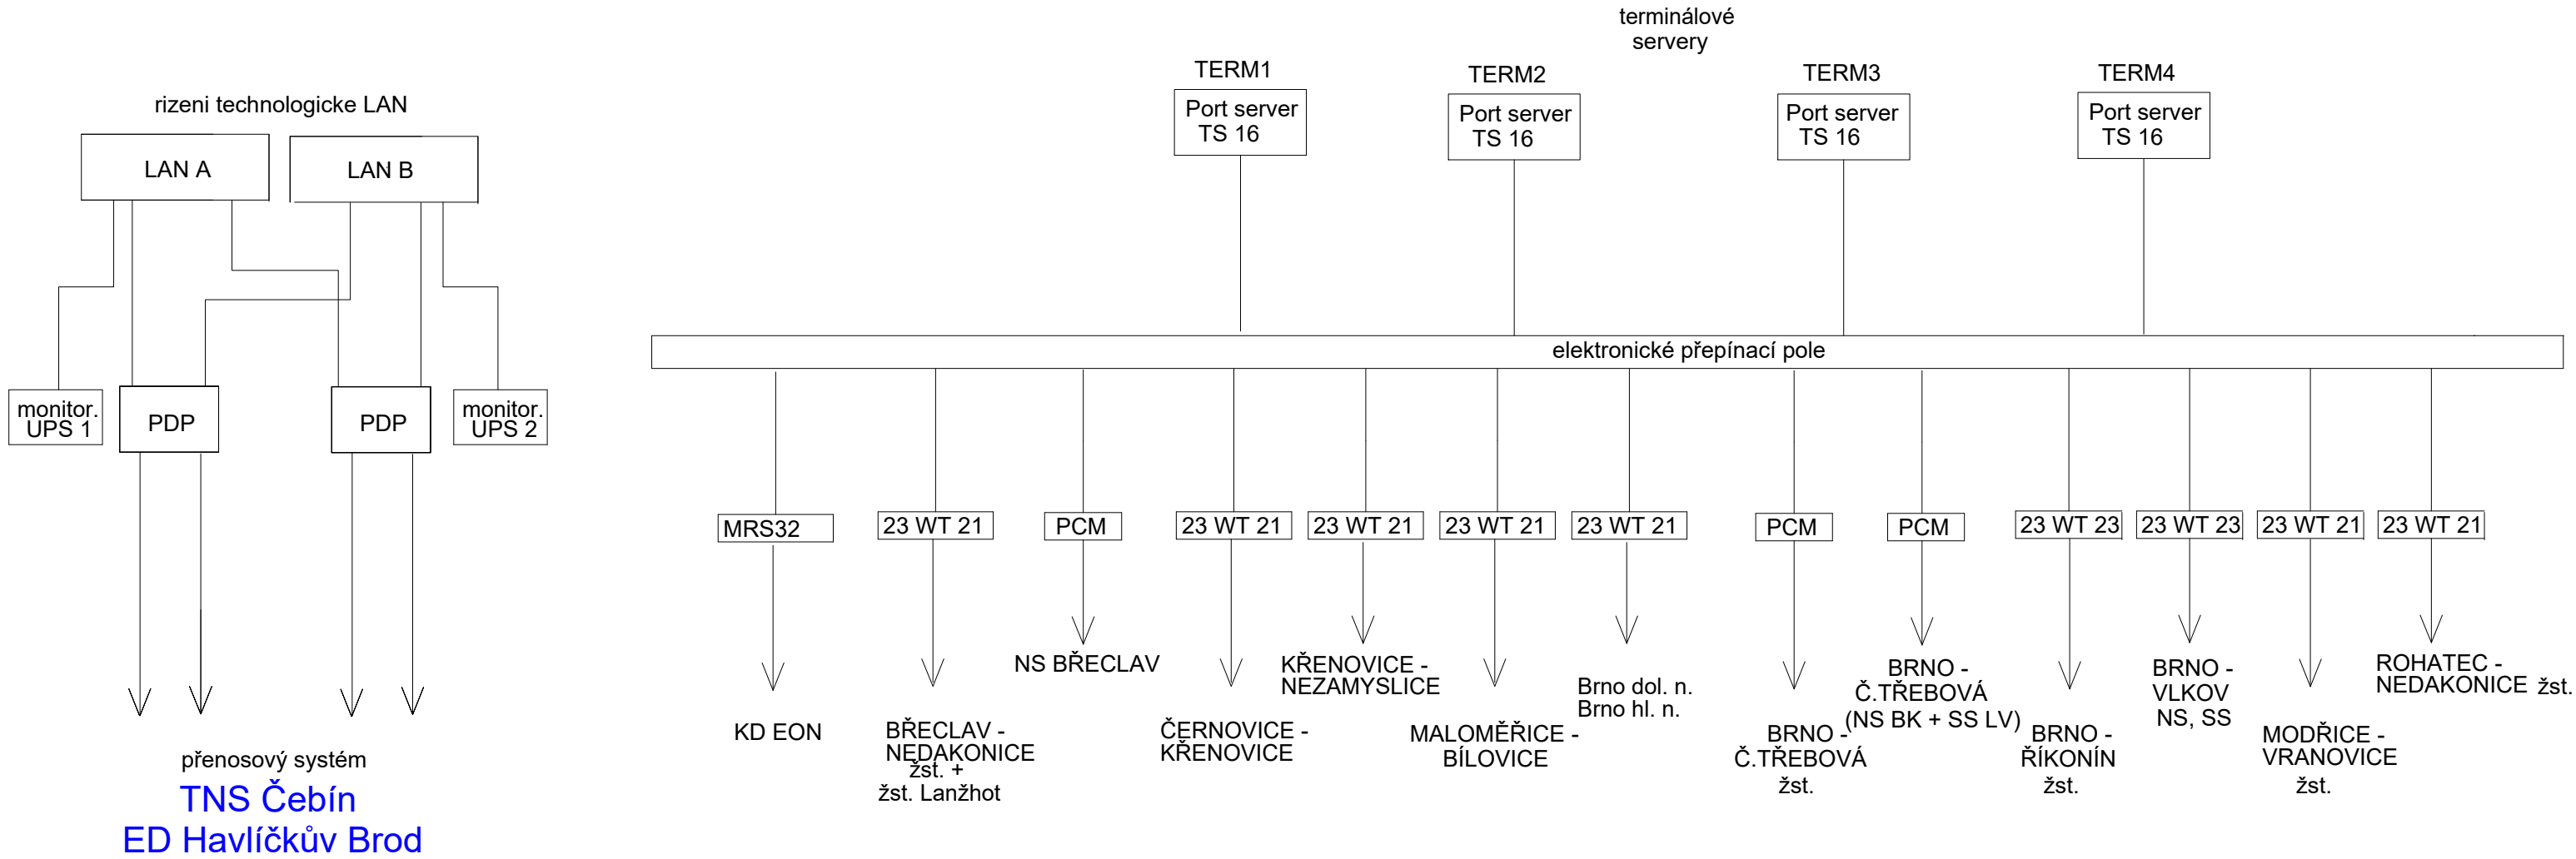 terminálové
servery
TERM1
TERM2
TERM3
TERM4
Port server
TS 16
Port server
TS 16
Port server
TS 16
Port server
TS 16
rizeni technologicke LAN
LAN A
LAN B
elektronické přepínací pole
monitor.
UPS 1
PDP
PDP
monitor.
UPS 2
MRS32
23 WT 21
PCM
23 WT 21
23 WT 21
23 WT 21
23 WT 21
PCM
PCM
23 WT 23
23 WT 23
23 WT 21
23 WT 21
KD EON
BŘECLAV -
NEDAKONICE
žst. +
žst. Lanžhot
NS BŘECLAV
ČERNOVICE -
KŘENOVICE
KŘENOVICE -
NEZAMYSLICE
MALOMĚŘICE -
BÍLOVICE
Brno dol. n.
Brno hl. n.
BRNO -
Č.TŘEBOVÁ
žst.
BRNO -
Č.TŘEBOVÁ
(NS BK + SS LV)
BRNO -
ŘÍKONÍN
žst.
BRNO -
VLKOV
NS, SS
MODŘICE -
VRANOVICE
žst.
ROHATEC -
NEDAKONICE žst.
přenosový systém
TNS Čebín
ED Havlíčkův Brod